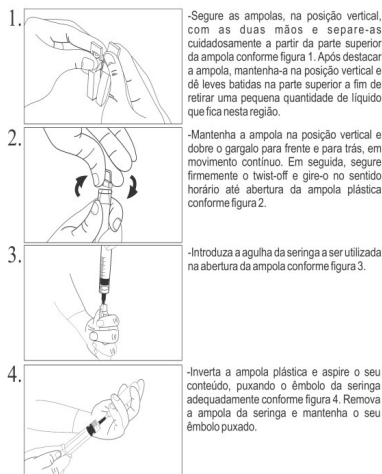 1.
-Segure as ampolas, na posição vertical,
com as duas mãos e separe-as
cuidadosamente a partir da parte superior
da ampola conforme figura 1. Após destacar
a ampola, mantenha-a na posição vertical e
dê leves batidas na parte superior a fim de
retirar uma pequena quantidade de líquido
que fica nesta região.
2.
-Mantenha a ampola na posição vertical e
dobre o gargalo para frente e para trás, em
movimento contínuo. Em seguida, segure
firmemente o twist-off e gire-o no sentido
horário até abertura da ampola plástica
conforme figura 2.
3.
-Introduza a agulha da seringa a ser utilizada
na abertura da ampola conforme figura 3.
4.
-Inverta a ampola plástica e aspire o seu
conteúdo, puxando o êmbolo da seringa
adequadamente conforme figura 4. Remova
a ampola da seringa e mantenha o seu
êmbolo puxado.